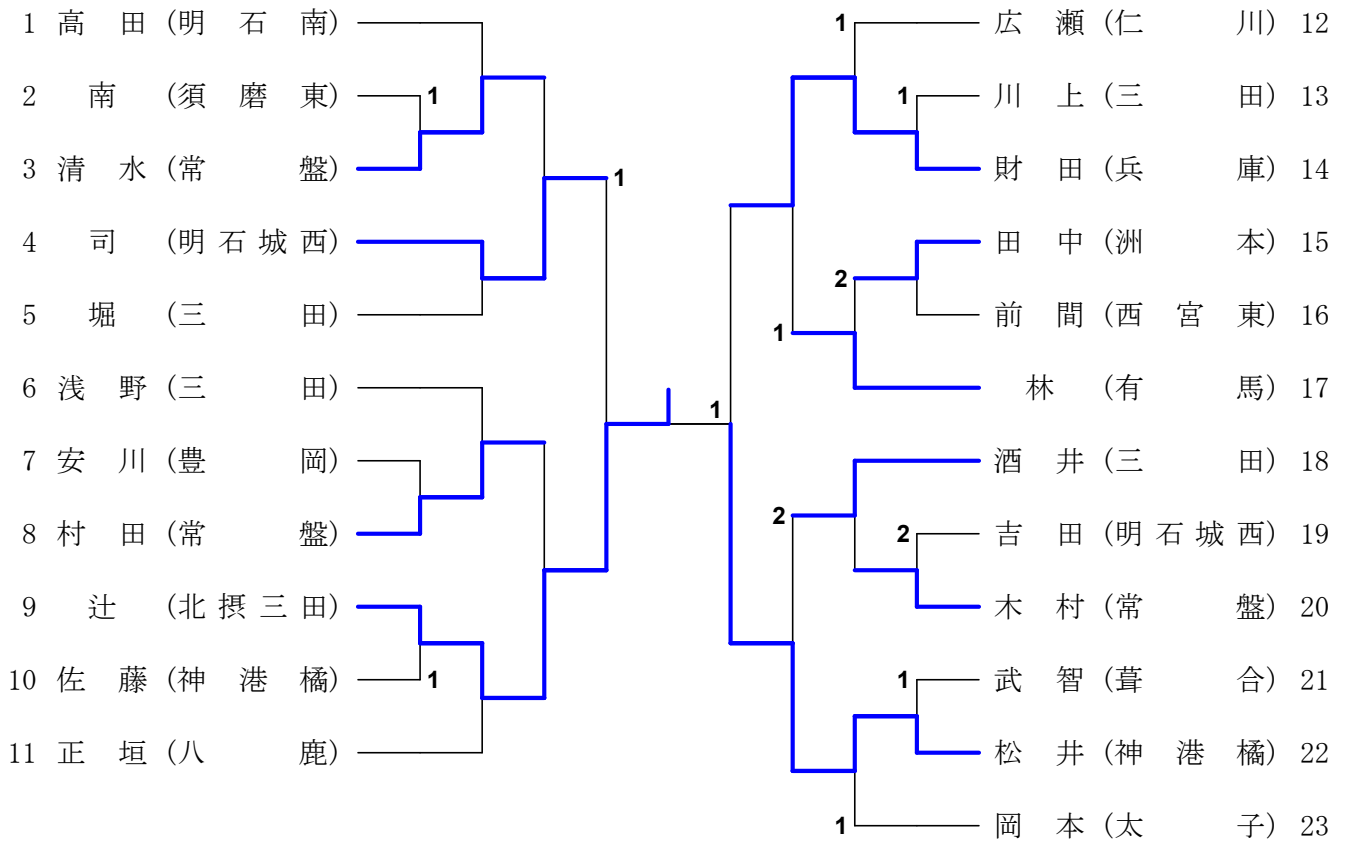 1 高田 (明石南)
2 南 (須磨東) 1
3 清水 (常盤)
1
4 司 (明石城西)
5 堀 (三田)
6 浅野 (三田)
7 安川 (豊岡)
8 村田 (常盤)
9 辻 (北摂三田)
10 佐藤 (神港橘) 1
11 正垣 (八鹿)
1
1 広瀬 (仁川) 12
1 川上 (三田) 13
財田 (兵庫) 14
田中 (洲本) 15
2
前間 (西宮東) 16
1
林 (有馬) 17
酒井 (三田) 18
2
2 吉田 (明石城西) 19
木村 (常盤) 20
1 武智 (葺合) 21
松井 (神港橘) 22
1 岡本 (太子) 23